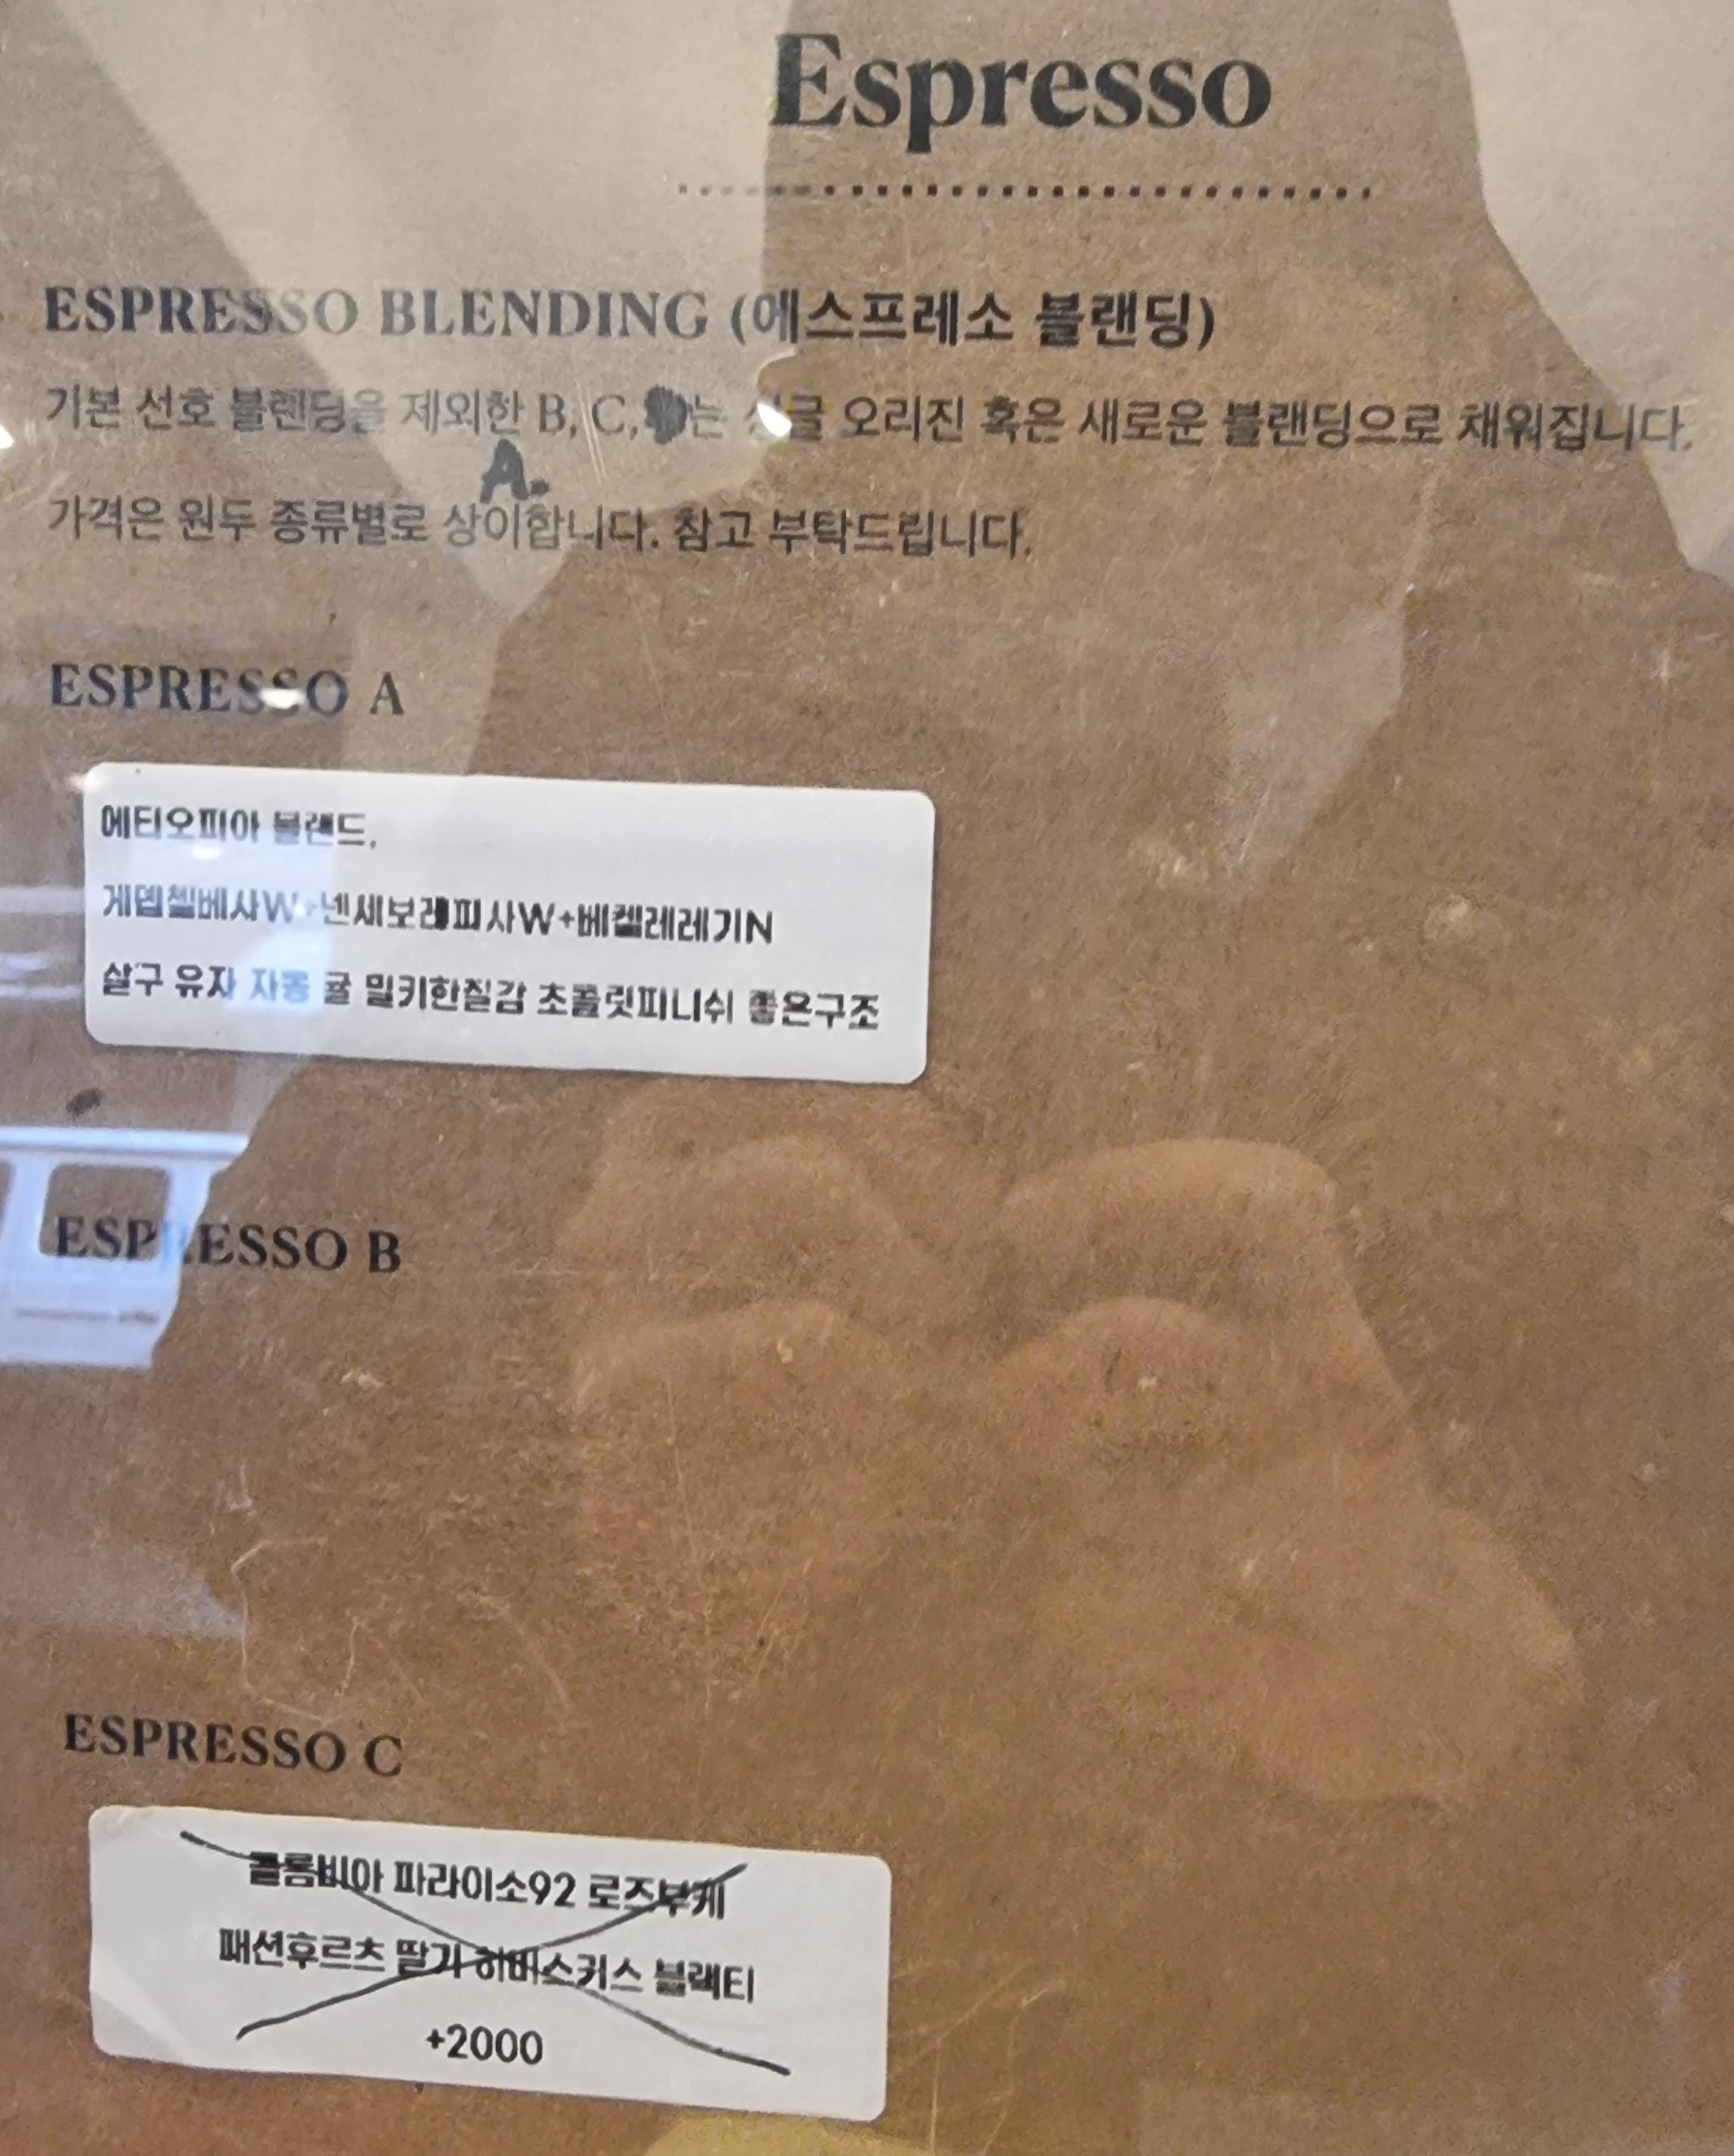 Espresso
ESPRESSO BLENDING (에스프레소 블랜딩)
기본 선호 블렌딩을 제외한 B, C, 는 싱글 오리진 혹은 새로운 블랜딩으로 채워집니다.
A.
가격은 원두 종류별로 상이합니다. 참고 부탁드립니다.
ESPRESSO A
에티오피아 블랜드,
게뎁첼베사W+넨세보레피사W+베켈레레기N
살구 유자 자몽 귤 밀키한질감 초콜릿피니쉬 좋은구조
ESPRESSO B
ESPRESSO C
콜롬비아 파라이소92 로즈부케
패션후르츠 딸기 히비스커스 블랙티
+2000